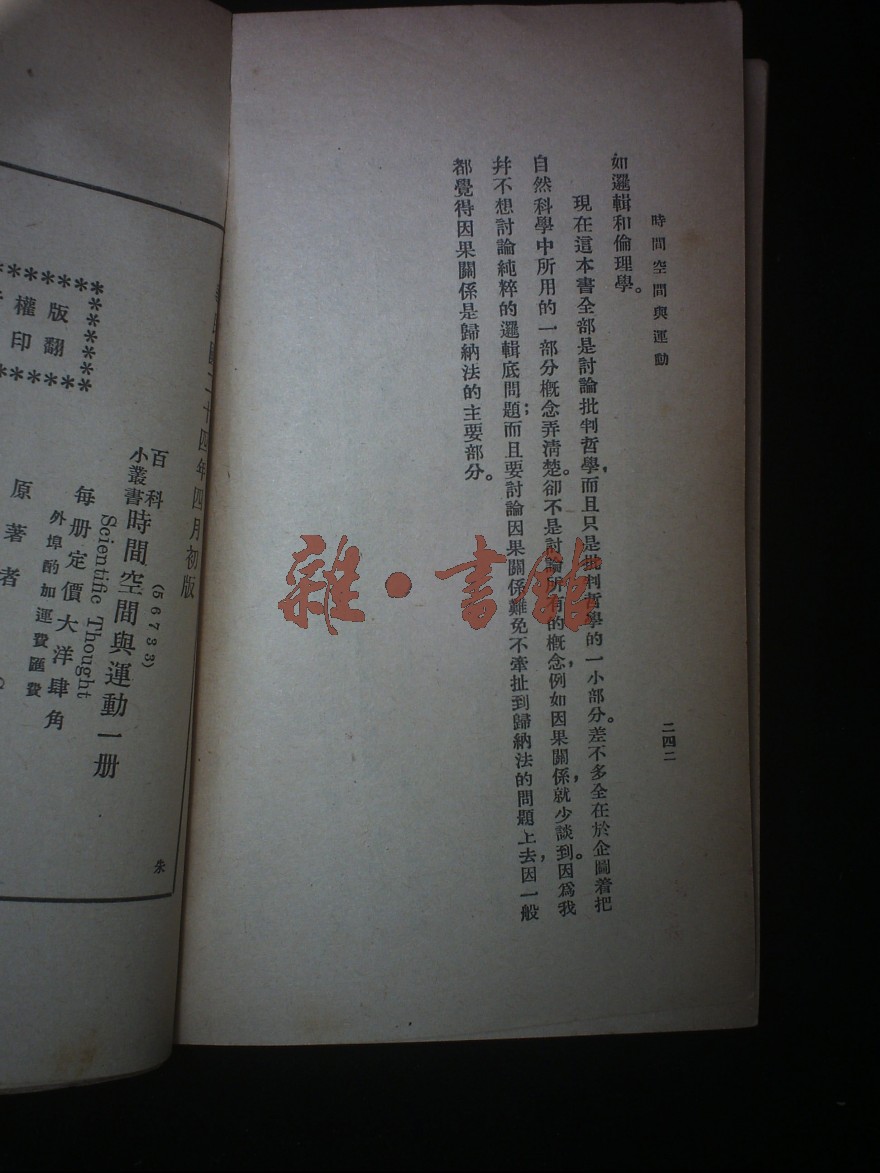 時間空間與運動
二四二
如邏輯和倫理學。
現在這本書全部是討論批判哲學，而且只是批判哲學的一小部分。差不多全在於企圖着把
自然科學中所用的一部分概念弄清楚。卻不是討論所有的概念，例如因果關係，就少談到。因爲我
幷不想討論純粹的邏輯底問題；而且要討論因果關係難免不牽扯到歸納法的問題上去，因一般
都覺得因果關係是歸納法的主要部分。
雜·書館
二十四年四月初版
(56733)
百科
小叢書
時間空間與運動一册
Scientific Thought
每册定價大洋肆角
外埠酌加運費匯費
原著者
版權
翻印
朱